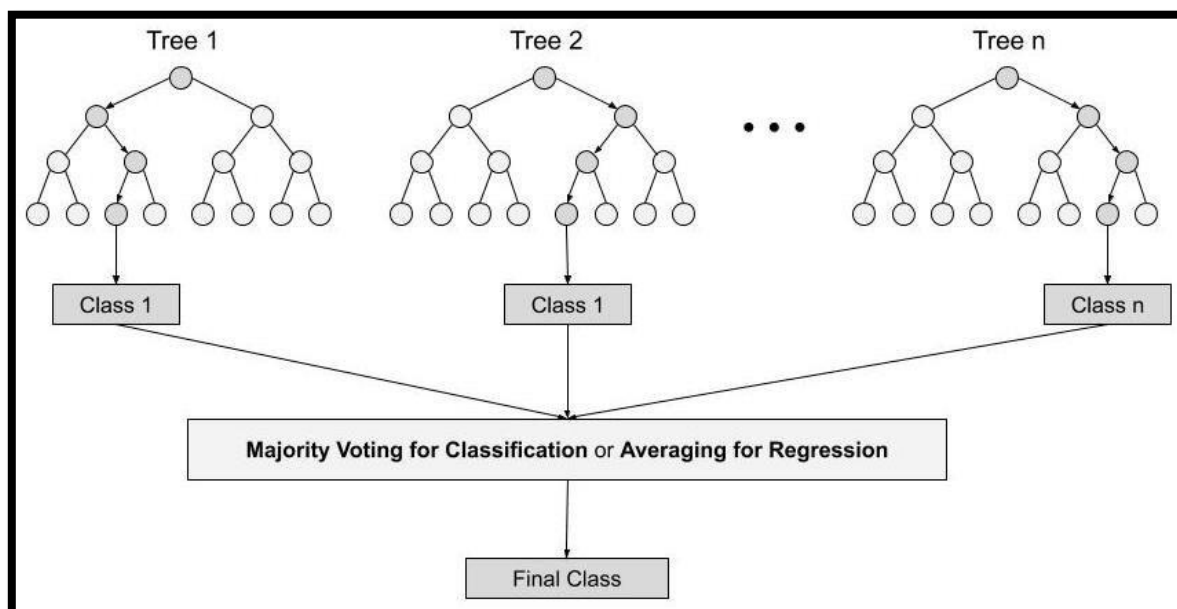 Tree 1
Tree 2
Tree n
Class 1
Class 1
Class n
Majority Voting for Classification or Averaging for Regression
Final Class